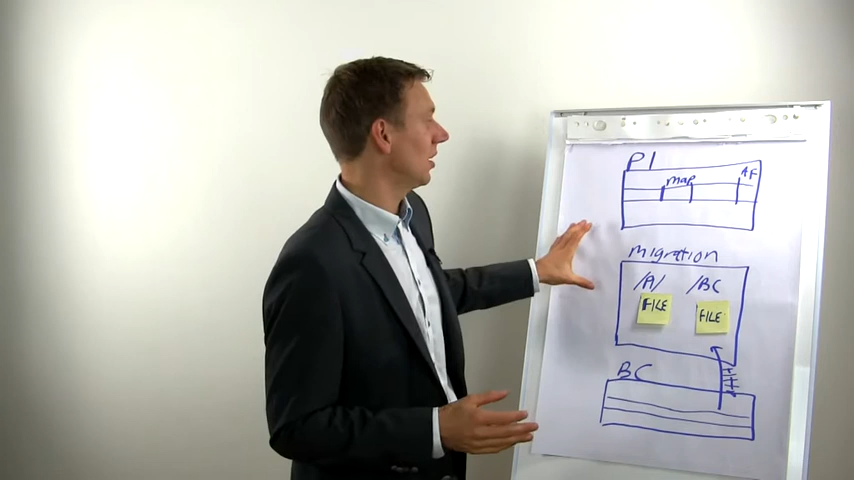 PI
map AF
migration
/A/ /BC
FILE FILE
BC